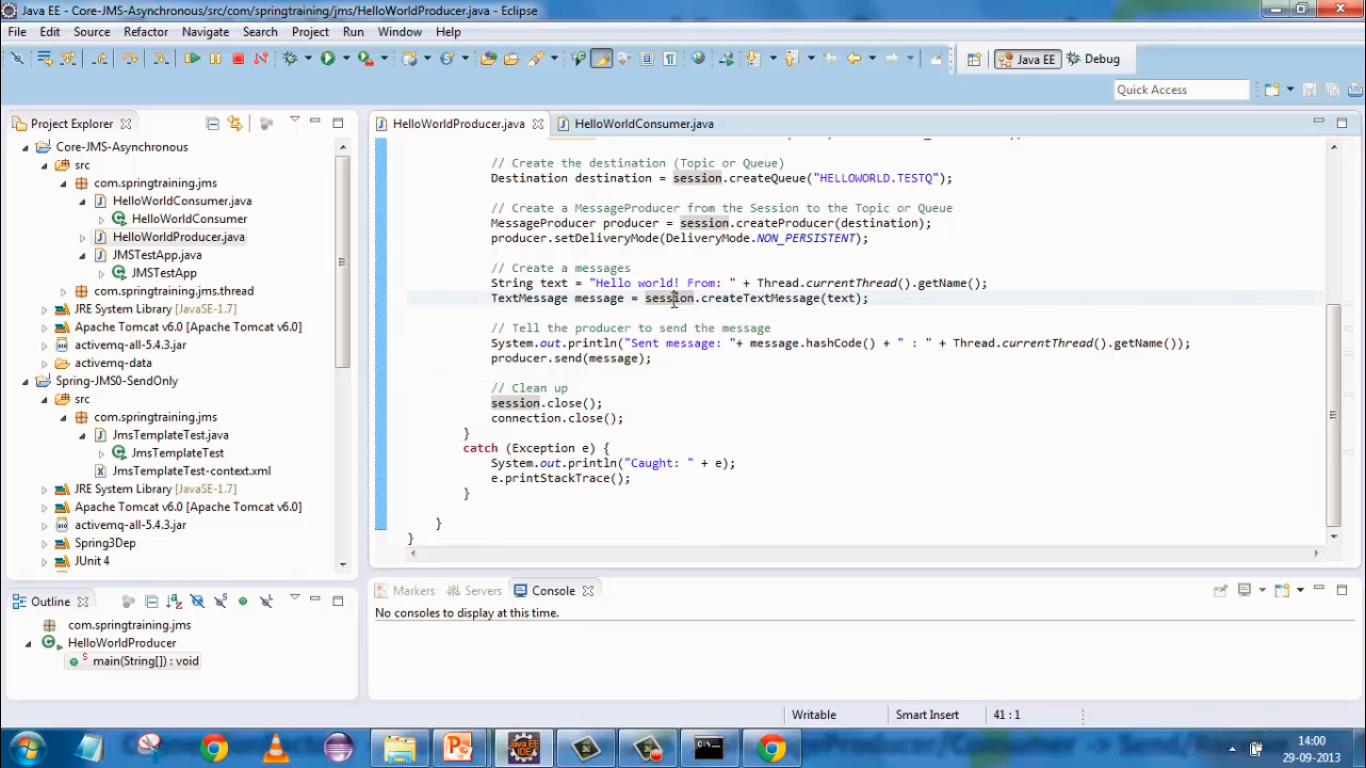 Java EE - Core-JMS-Asynchronous/src/com/springtraining/jms/HelloWorldProducer.java - Eclipse
File Edit Source Refactor Navigate Search Project Run Window Help
Java EE Debug
Quick Access
Project Explorer
Core-JMS-Asynchronous
src
com.springtraining.jms
HelloWorldConsumer.java
HelloWorldConsumer
HelloWorldProducer.java
JMSTestApp.java
JMSTestApp
com.springtraining.jms.thread
JRE System Library [JavaSE-1.7]
Apache Tomcat v6.0 [Apache Tomcat v6.0]
activemq-all-5.4.3.jar
activemq-data
Spring-JMS0-SendOnly
src
com.springtraining.jms
JmsTemplateTest.java
JmsTemplateTest
JmsTemplateTest-context.xml
JRE System Library [JavaSE-1.7]
Apache Tomcat v6.0 [Apache Tomcat v6.0]
activemq-all-5.4.3.jar
Spring3Dep
JUnit 4
HelloWorldProducer.java HelloWorldConsumer.java
// Create the destination (Topic or Queue)
Destination destination = session.createQueue("HELLOWORLD.TESTQ");
// Create a MessageProducer from the Session to the Topic or Queue
MessageProducer producer = session.createProducer(destination);
producer.setDeliveryMode(DeliveryMode.NON_PERSISTENT);
// Create a messages
String text = "Hello world! From: " + Thread.currentThread().getName();
TextMessage message = session.createTextMessage(text);
// Tell the producer to send the message
System.out.println("Sent message: "+ message.hashCode() + " : " + Thread.currentThread().getName());
producer.send(message);
// Clean up
session.close();
connection.close();
}
catch (Exception e) {
System.out.println("Caught: " + e);
e.printStackTrace();
}
}
}
Outline
com.springtraining.jms
HelloWorldProducer
main(String[]) : void
Markers Servers Console
No consoles to display at this time.
Writable Smart Insert 41 : 1
14:00
29-09-2013